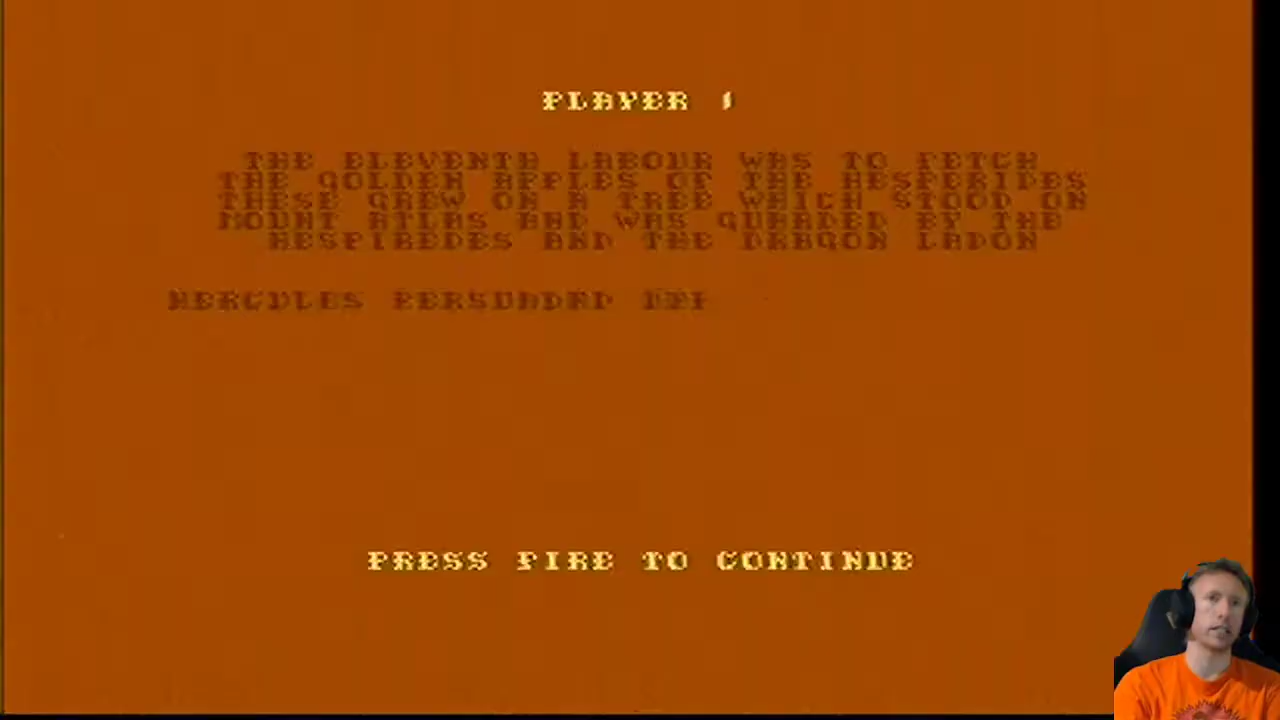 PLAYER 1
THE ELEVENTH LABOUR WAS TO FETCH
THE GOLDEN APPLES OF THE HESPERIDES
THESE GREW ON A TREE WHICH STOOD ON
MOUNT ATLAS AND WAS GUARDED BY THE
HESPIREDES AND THE DRAGON LADON
HERCULES
PRESS FIRE TO CONTINUE